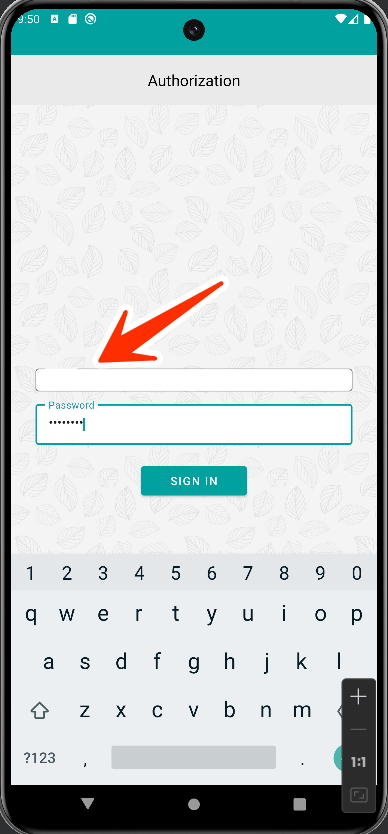 9:50
Authorization
Password
••••••••
SIGN IN
1 2 3 4 5 6 7 8 9 0
q w e r t y u i o p
a s d f g h j k l
z x c v b n m
?123 , .
1:1